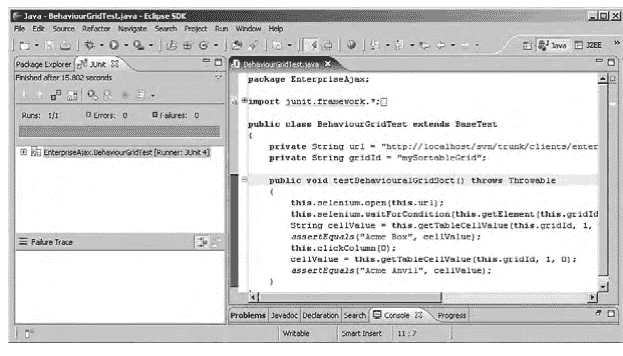 Java - BehaviourGridTest.java - Eclipse SDK
File Edit Source Refactor Navigate Search Project Run Window Help
Java J2EE
Package Explorer JUnit
BehaviourGridTest.java
Finished after 15.802 seconds
Runs: 1/1 Errors: 0 Failures: 0
EnterpriseAjax.BehaviourGridTest [Runner: JUnit 4]
Failure Trace
package EnterpriseAjax;
import junit.framework.*;
public class BehaviourGridTest extends BaseTest
{
private String url = "http://localhost/svn/trunk/clients/enter
private String gridId = "mySortableGrid";
public void testBehaviouralGridSort() throws Throwable
{
this.selenium.open(this.url);
this.selenium.waitForCondition(this.getElement(this.gridId
String cellValue = this.getTableCellValue(this.gridId, 1,
assertEquals("Acme Box", cellValue);
this.clickColumn(0);
cellValue = this.getTableCellValue(this.gridId, 1, 0);
assertEquals("Acme Anvil", cellValue);
}
Problems Javadoc Declaration Search Console Progress
Writable Smart Insert 11 : 7